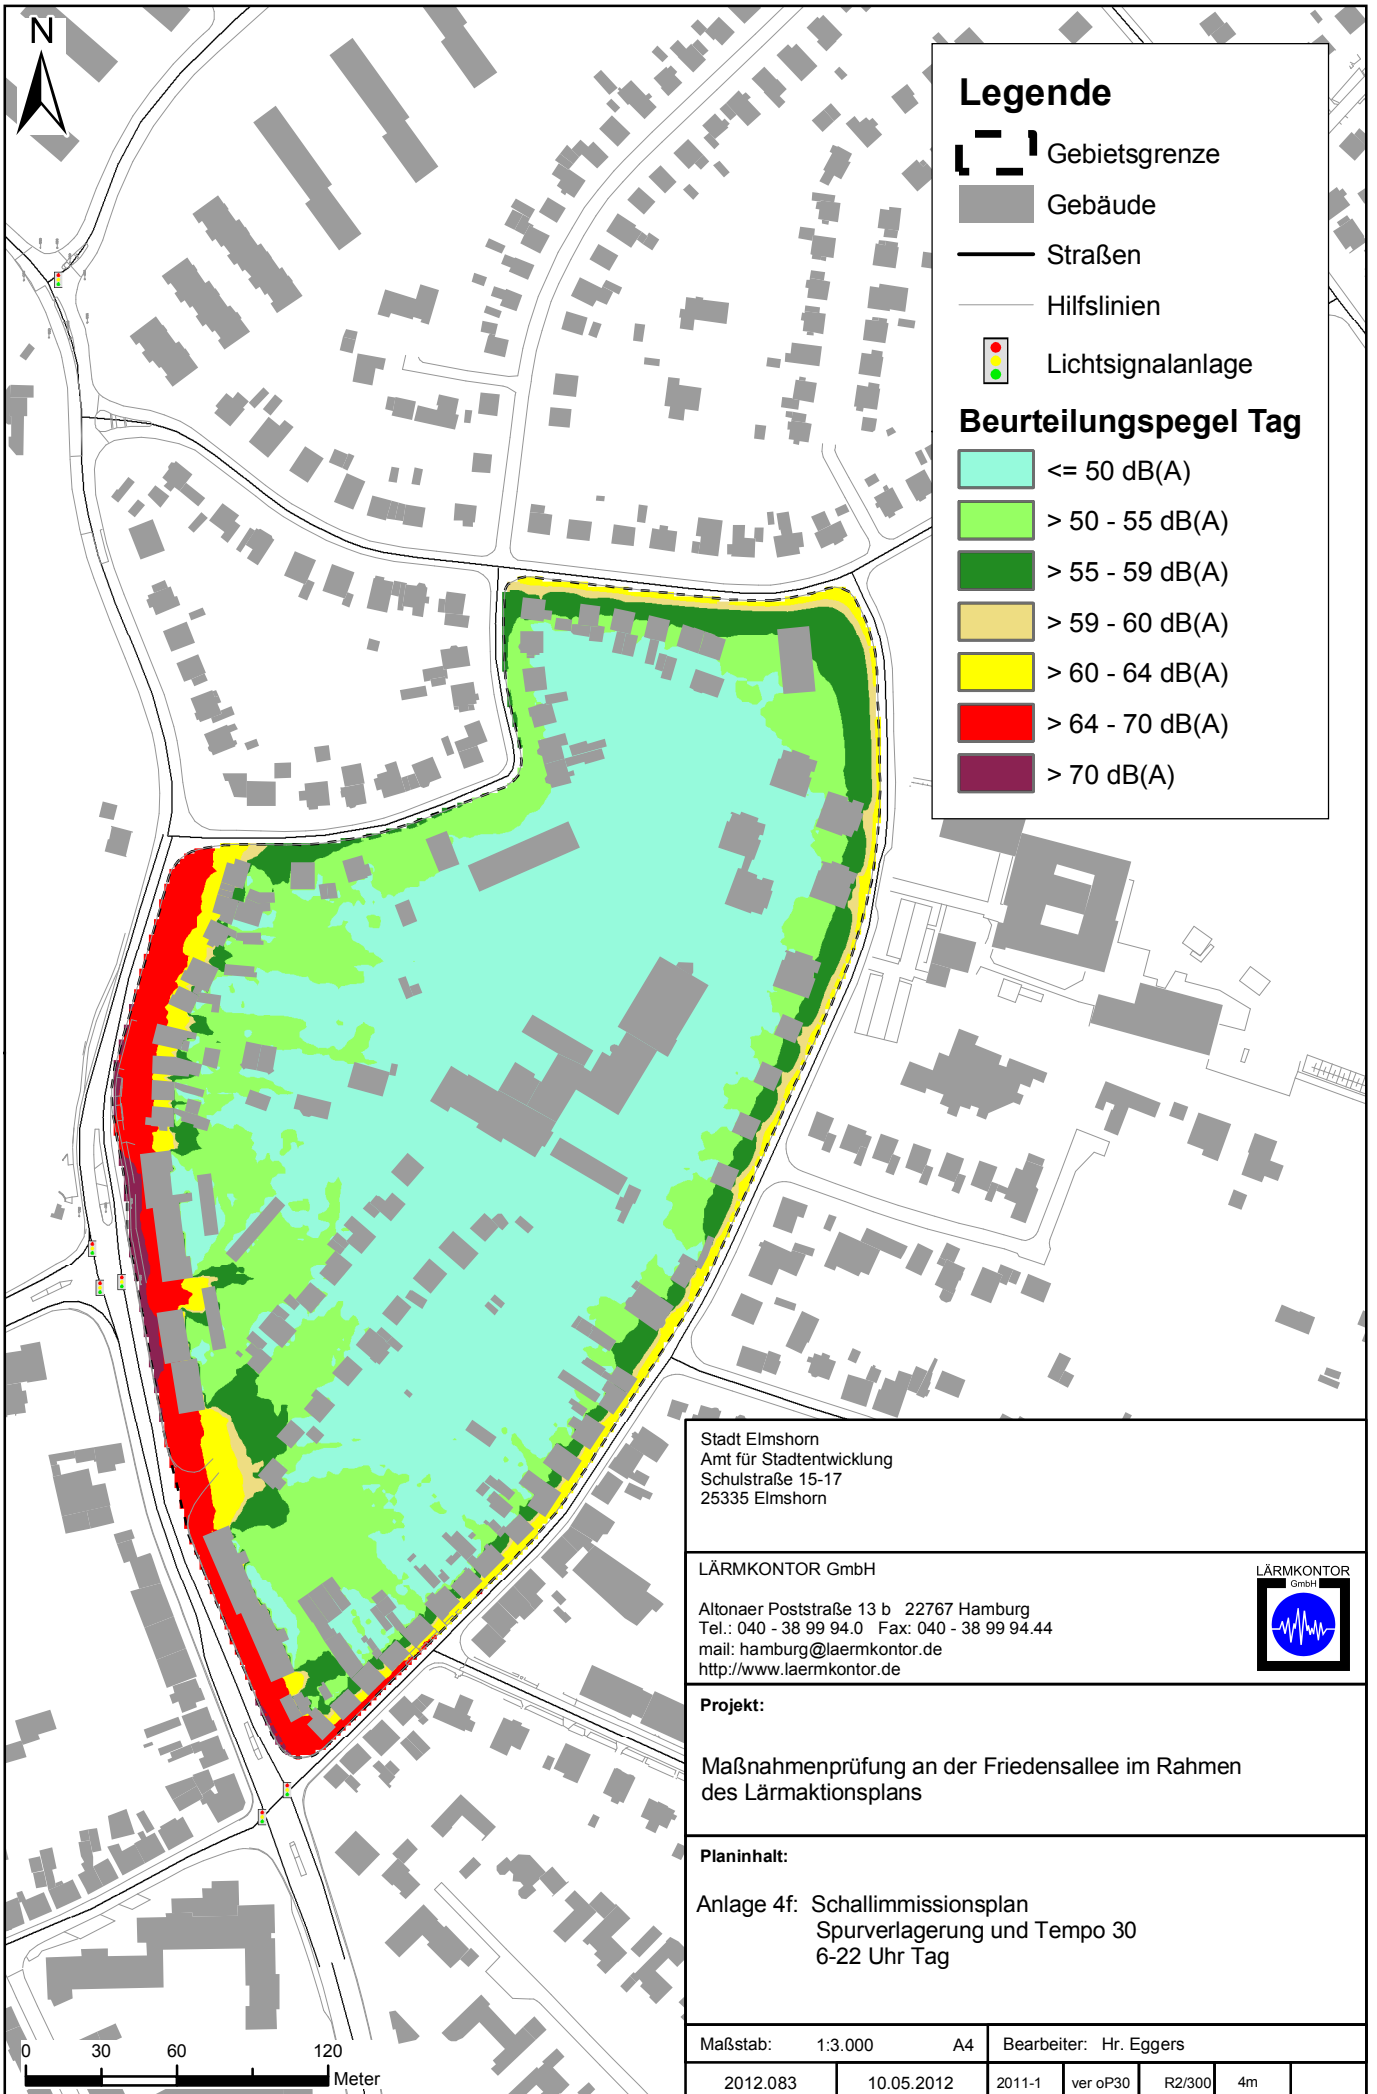 N
Legende
Gebietsgrenze
Gebäude
Straßen
Hilfslinien
Lichtsignalanlage
Beurteilungspegel Tag
<= 50 dB(A)
> 50 - 55 dB(A)
> 55 - 59 dB(A)
> 59 - 60 dB(A)
> 60 - 64 dB(A)
> 64 - 70 dB(A)
> 70 dB(A)
Stadt Elmshorn
Amt für Stadtentwicklung
Schulstraße 15-17
25335 Elmshorn
LÄRMKONTOR GmbH
Altonaer Poststraße 13 b 22767 Hamburg
Tel.: 040 - 38 99 94.0 Fax: 040 - 38 99 94.44
mail: hamburg@laermkontor.de
http://www.laermkontor.de
LÄRMKONTOR
GmbH
Projekt:
Maßnahmenprüfung an der Friedensallee im Rahmen
des Lärmaktionsplans
Planinhalt:
Anlage 4f: Schallimmissionsplan
Spurverlagerung und Tempo 30
6-22 Uhr Tag
Maßstab: 1:3.000 A4 Bearbeiter: Hr. Eggers
2012.083 10.05.2012 2011-1 ver oP30 R2/300 4m
0 30 60 120
Meter